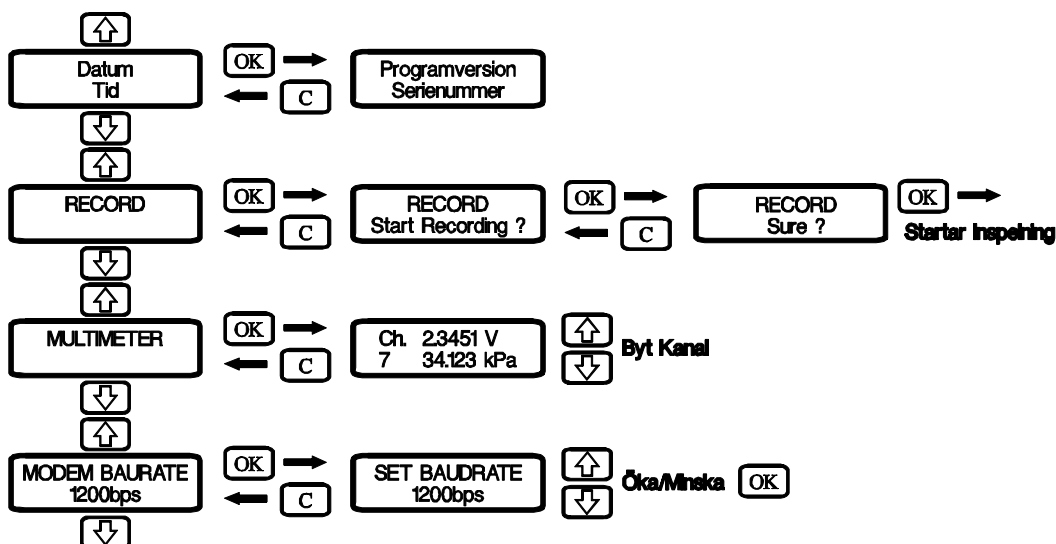 Datum
Tid
OK
C
Programversion
Serienummer
RECORD
OK
C
RECORD
Start Recording ?
OK
C
RECORD
Sure ?
OK
Startar Inspelning
MULTIMETER
OK
C
Ch. 2.3451 V
7 34.123 kPa
Byt Kanal
MODEM BAURATE
1200bps
OK
C
SET BAUDRATE
1200bps
Öka/Minska OK